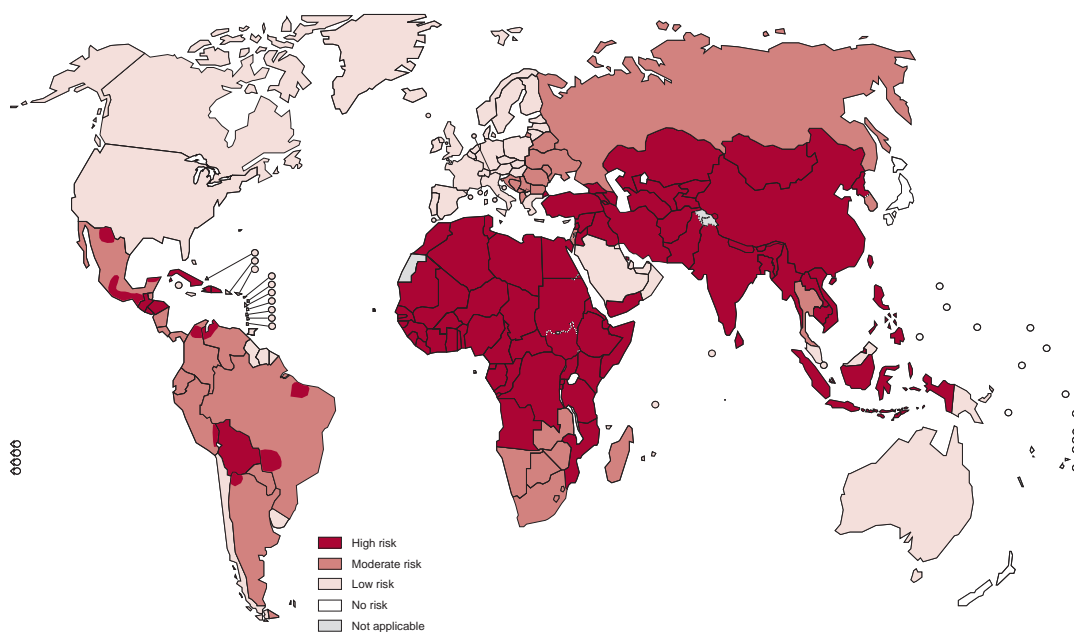 High risk
Moderate risk
Low risk
No risk
Not applicable